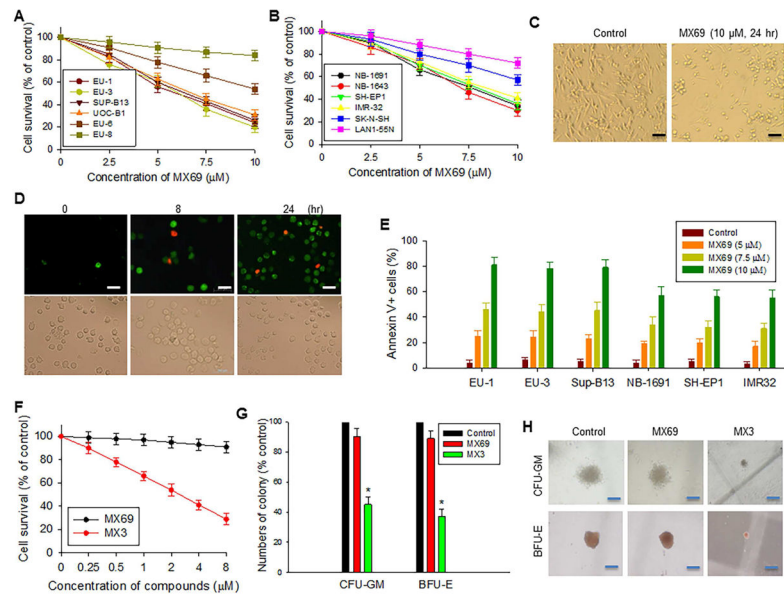 A
Cell survival (% of control)
100
80
60
40
20
0
EU-1
EU-3
SUP-B13
UOC-B1
EU-6
EU-8
0 2.5 5 7.5 10
Concentration of MX69 (μM)
B
Cell survival (% of control)
100
80
60
40
20
0
NB-1691
NB-1643
SH-EP1
IMR-32
SK-N-SH
LAN1-55N
0 2.5 5 7.5 10
Concentration of MX69 (μM)
C
Control MX69 (10 μM, 24 hr)
D
0 8 24 (hr)
E
Annexin V+ cells (%)
100
80
60
40
20
0
Control
MX69 (5 μM)
MX69 (7.5 μM)
MX69 (10 μM)
EU-1 EU-3 Sup-B13 NB-1691 SH-EP1 IMR32
F
Cell survival (% of control)
100
80
60
40
20
0
MX69
MX3
0 0.25 0.5 1 2 4 8
Concentration of compounds (μM)
G
Numbers of colony (% control)
100
80
60
40
20
0
Control
MX69
MX3
* *
CFU-GM BFU-E
H
Control MX69 MX3
CFU-GM
BFU-E